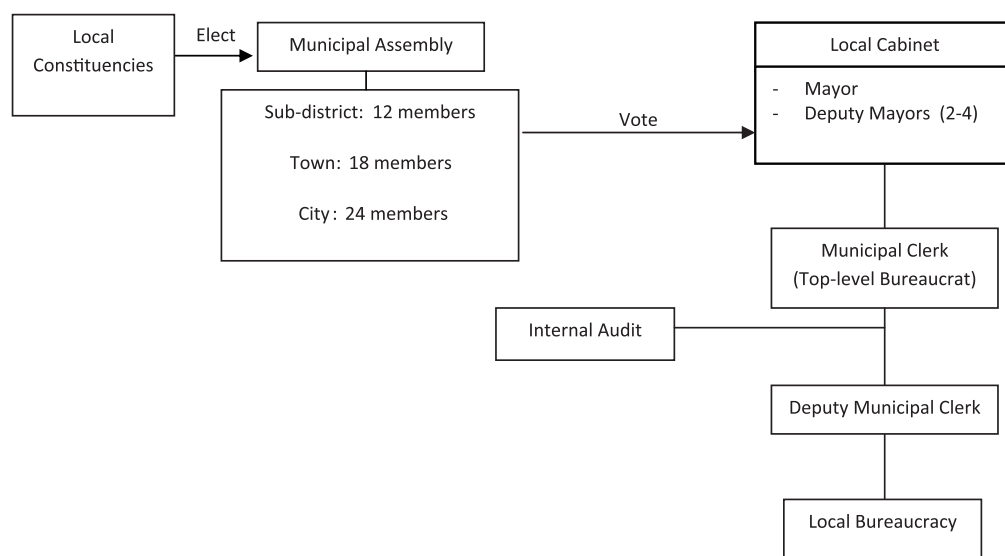 Local
Constituencies
Elect
Municipal Assembly
Sub-district: 12 members
Town: 18 members
City: 24 members
Vote
Local Cabinet
- Mayor
- Deputy Mayors (2-4)
Municipal Clerk
(Top-level Bureaucrat)
Internal Audit
Deputy Municipal Clerk
Local Bureaucracy